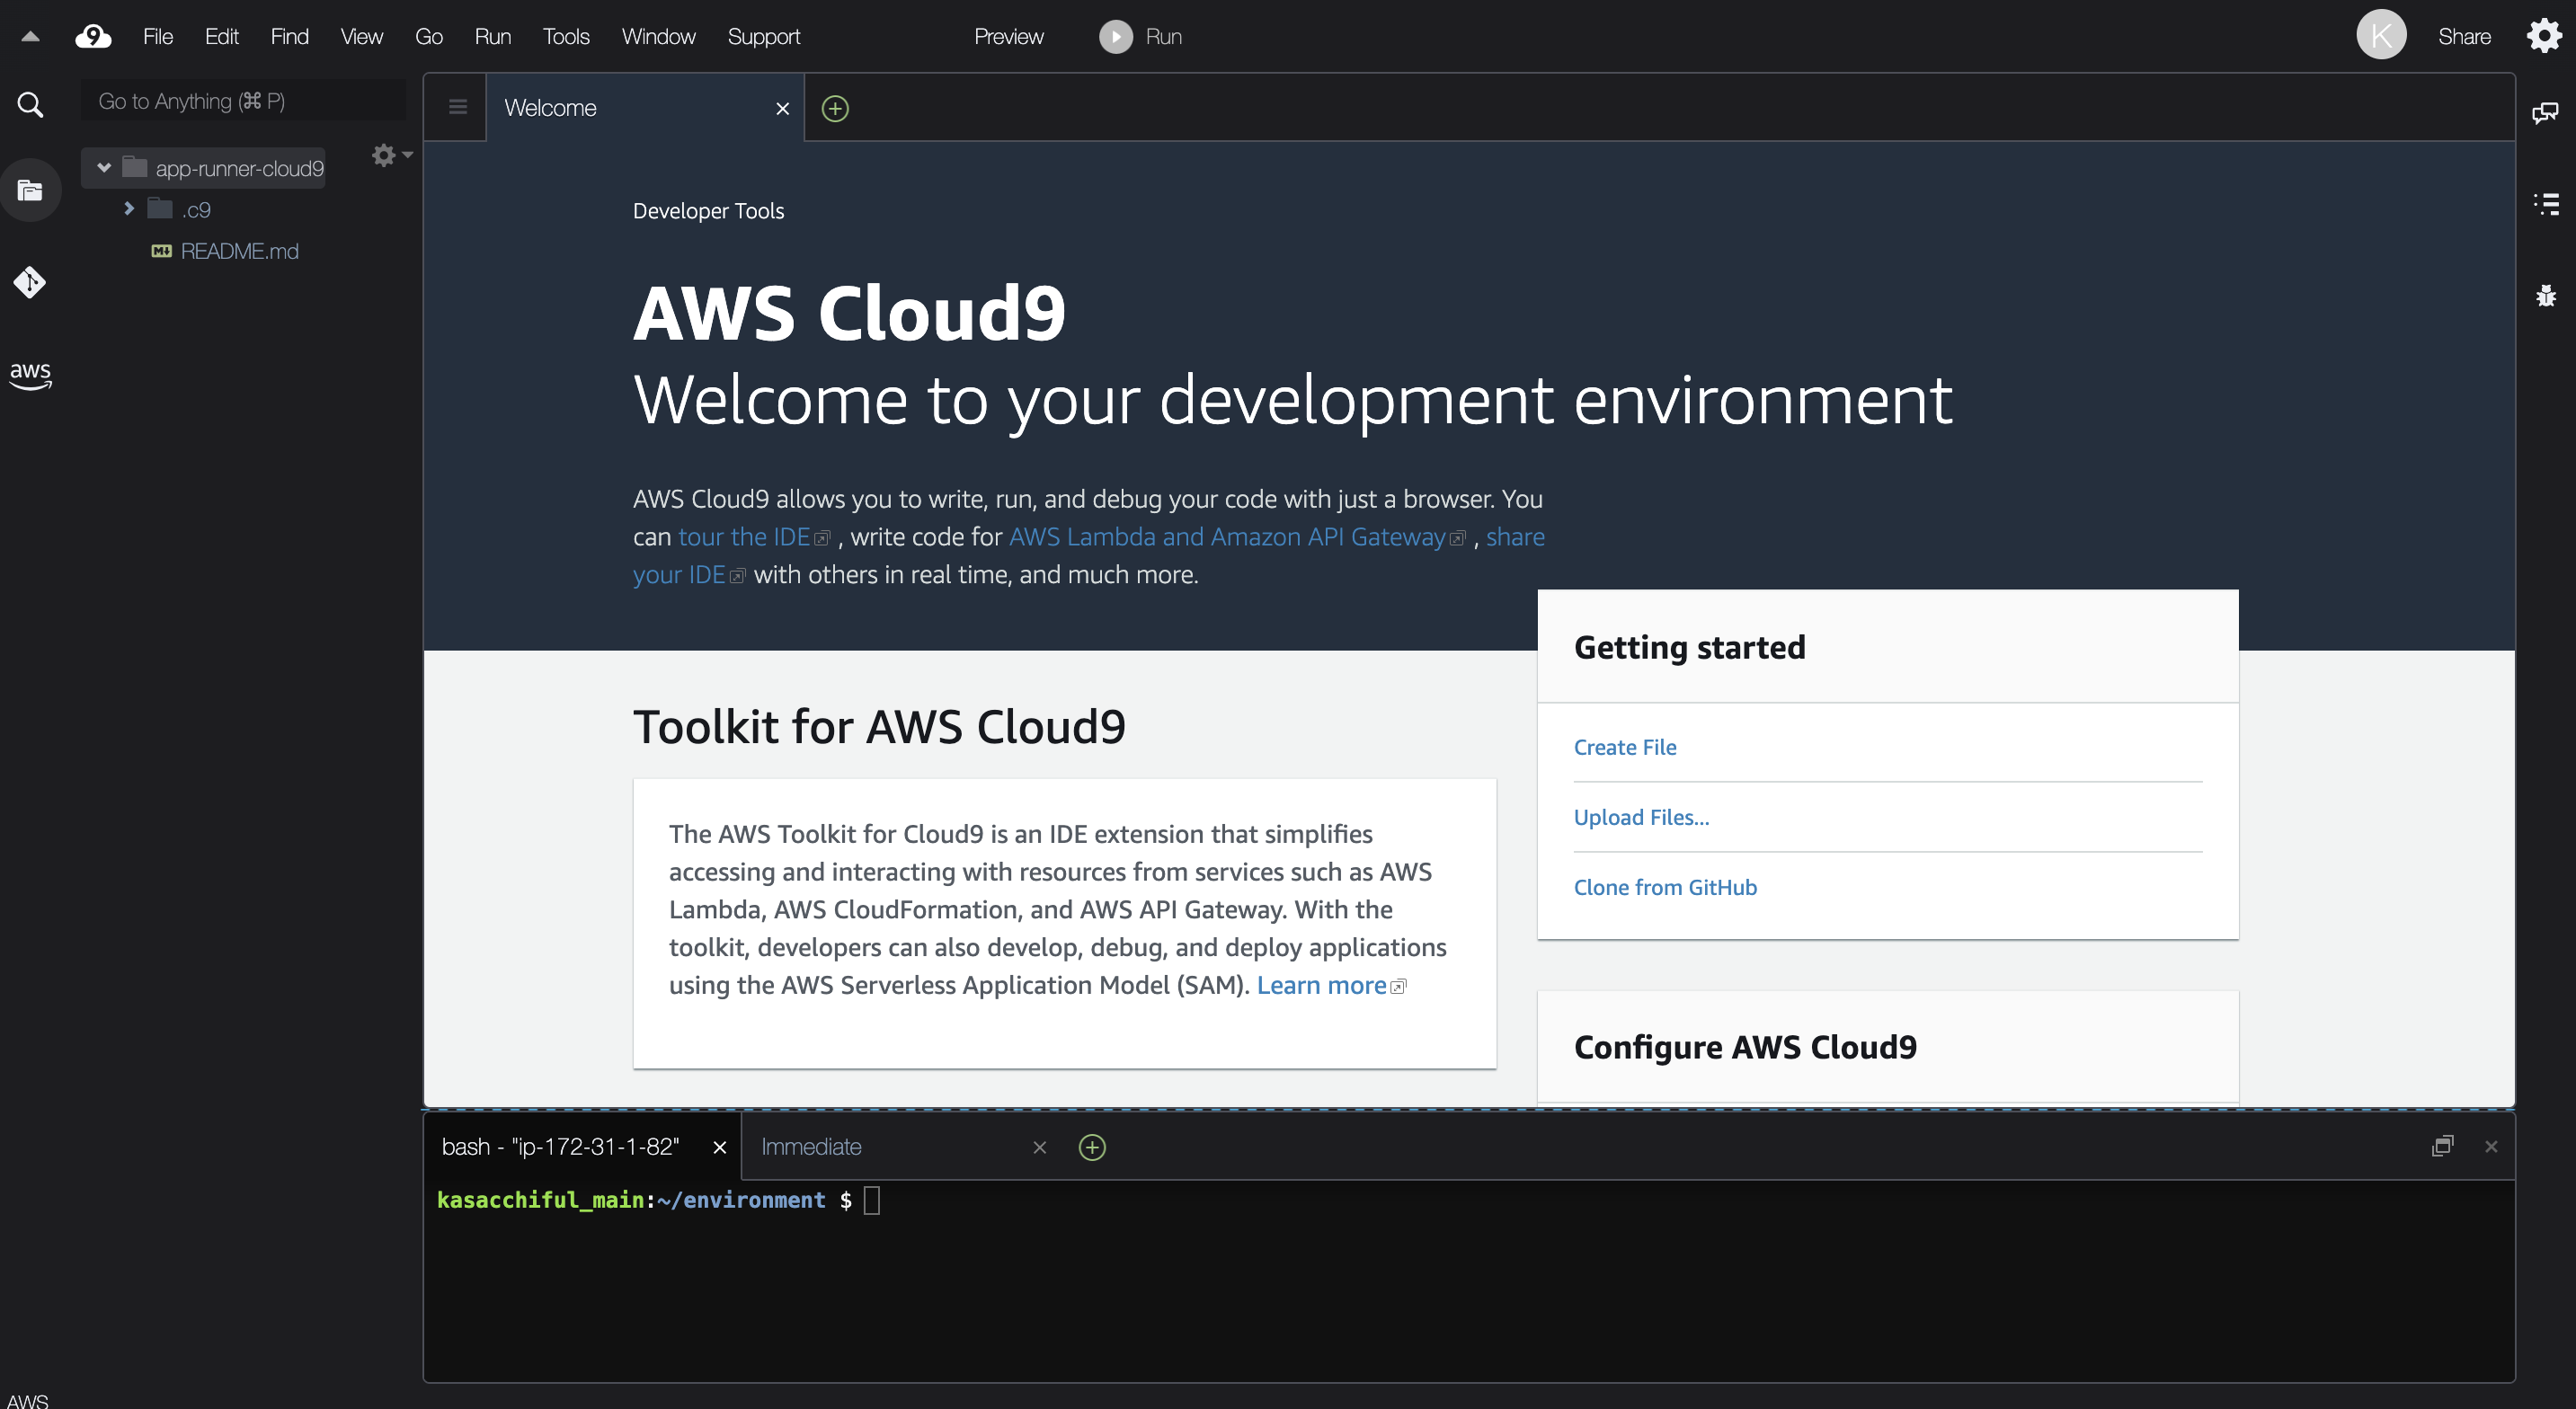 9 File Edit Find View Go Run Tools Window Support Preview Run K Share
Go to Anything (⌘ P)
app-runner-cloud9
.c9
M↓ README.md
aws
Welcome
Developer Tools
AWS Cloud9
Welcome to your development environment
AWS Cloud9 allows you to write, run, and debug your code with just a browser. You
can tour the IDE , write code for AWS Lambda and Amazon API Gateway , share
your IDE with others in real time, and much more.
Toolkit for AWS Cloud9
The AWS Toolkit for Cloud9 is an IDE extension that simplifies
accessing and interacting with resources from services such as AWS
Lambda, AWS CloudFormation, and AWS API Gateway. With the
toolkit, developers can also develop, debug, and deploy applications
using the AWS Serverless Application Model (SAM). Learn more
Getting started
Create File
Upload Files...
Clone from GitHub
Configure AWS Cloud9
bash - "ip-172-31-1-82" Immediate
kasacchiful_main:~/environment $
AWS